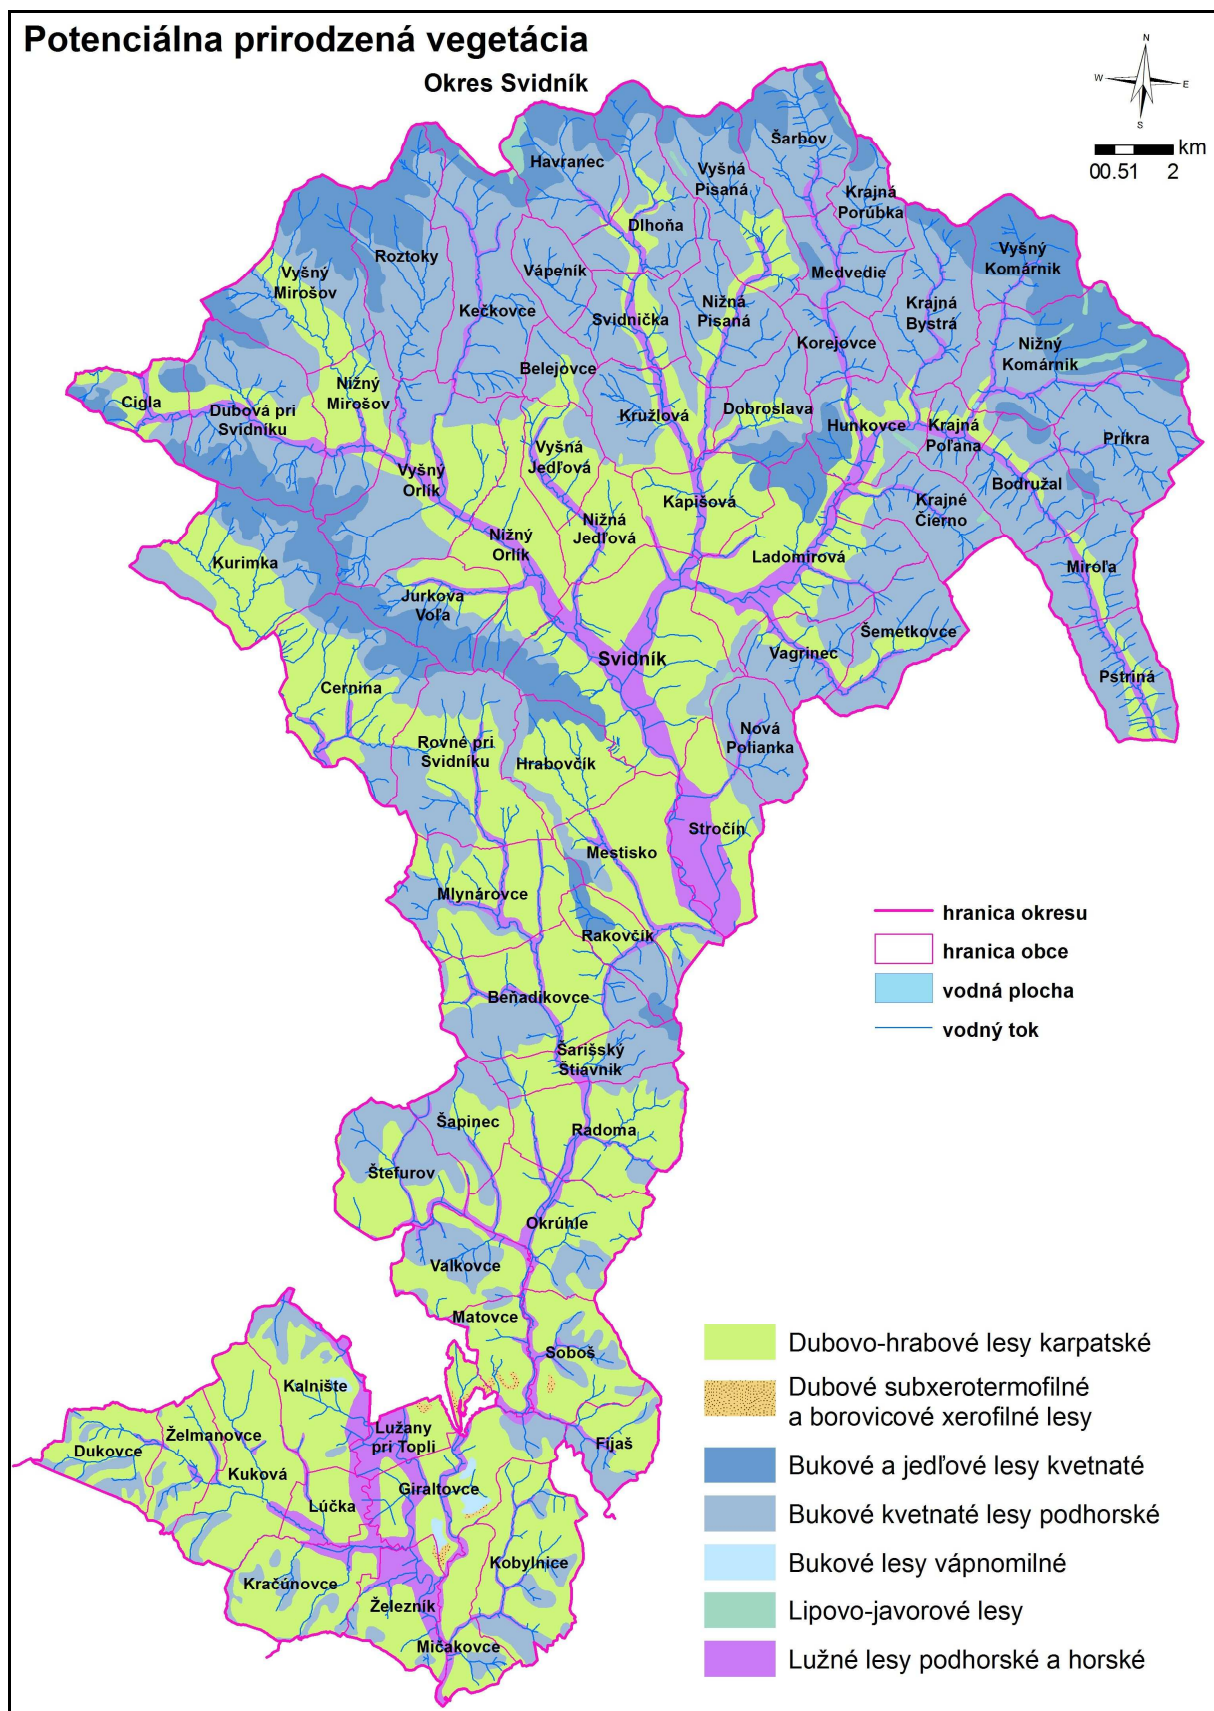 Potenciálna prirodzená vegetácia
Okres Svidník
N
W
E
S
km
00.51 2
Šarbov
Havranec
Vyšná
Pisaná
Krajná
Porúbka
Dlhoňa
Vyšný
Komárnik
Roztoky
Vyšný
Mirošov
Vápeník
Medvedie
Kečkovce
Svidnička
Nižná
Pisaná
Krajná
Bystrá
Korejovce
Nižný
Komárnik
Belejovce
Nižný
Mirošov
Cigla
Dubová pri
Svidníku
Kružlová
Dobroslava
Hunkovce
Krajná
Poľana
Príkra
Vyšná
Jedľová
Vyšný
Orlík
Bodružal
Kapišová
Krajné
Čierno
Nižný
Orlík
Nižná
Jedľová
Kurimka
Ladomirová
Miroľa
Jurkova
Voľa
Šemetkovce
Vagrinec
Svidník
Pstriná
Cernina
Nová
Polianka
Rovné pri
Svidníku
Hrabovčík
Stročín
Mestisko
Mlynárovce
Rakovčík
hranica okresu
hranica obce
vodná plocha
vodný tok
Beňadikovce
Šarišský
Štiavnik
Šapinec
Radoma
Štefurov
Okrúhle
Valkovce
Matovce
Soboš
Kalnište
Lužany
pri Topli
Fijaš
Želmanovce
Dukovce
Kuková
Giraltovce
Lúčka
Kobylnice
Kračúnovce
Železník
Mičakovce
Dubovo-hrabové lesy karpatské
Dubové subxerotermofilné
a borovicové xerofilné lesy
Bukové a jedľové lesy kvetnaté
Bukové kvetnaté lesy podhorské
Bukové lesy vápnomilné
Lipovo-javorové lesy
Lužné lesy podhorské a horské